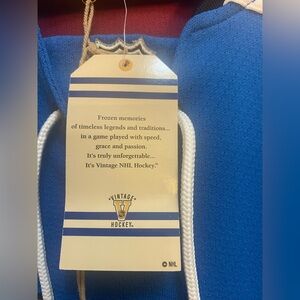 Frozen memories
of timeless legends and traditions...
in a game played with speed,
grace and passion.
It's truly unforgettable...
It's Vintage NHL Hockey.™
"VINTAGE"
V
HOCKEY
© NHL